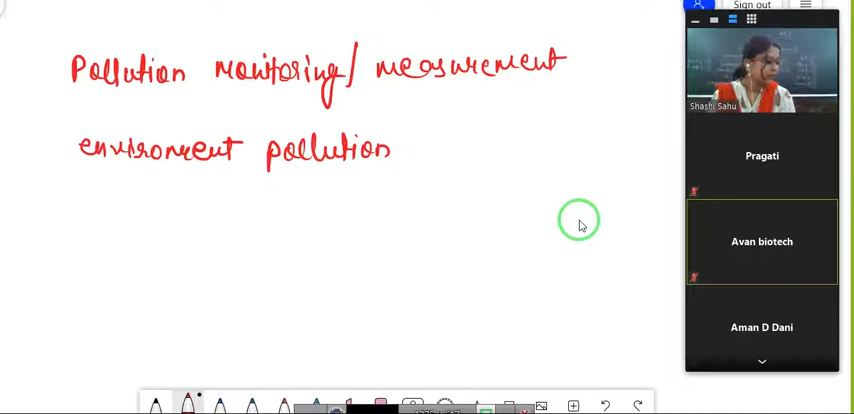 Sign out
Pollution monitoring/measurement
environment pollution
Shashi Sahu
Pragati
Avan biotech
Aman D Dani